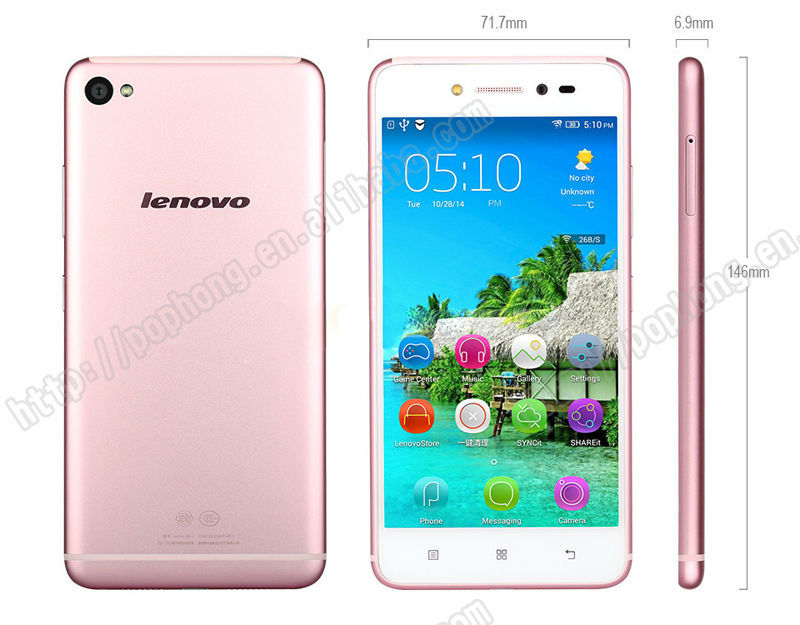 71.7mm
6.9mm
146mm
lenovo
5:10 PM
05:10
Tue 10/28/14 PM
No city
Unknown
--~--℃
26B/S
Game Center Music Gallery Settings
LenovoStore 一键清理 SYNCit SHAREit
Phone Messaging Camera
http://pophong.en.alibaba.com
http://pophong.en.